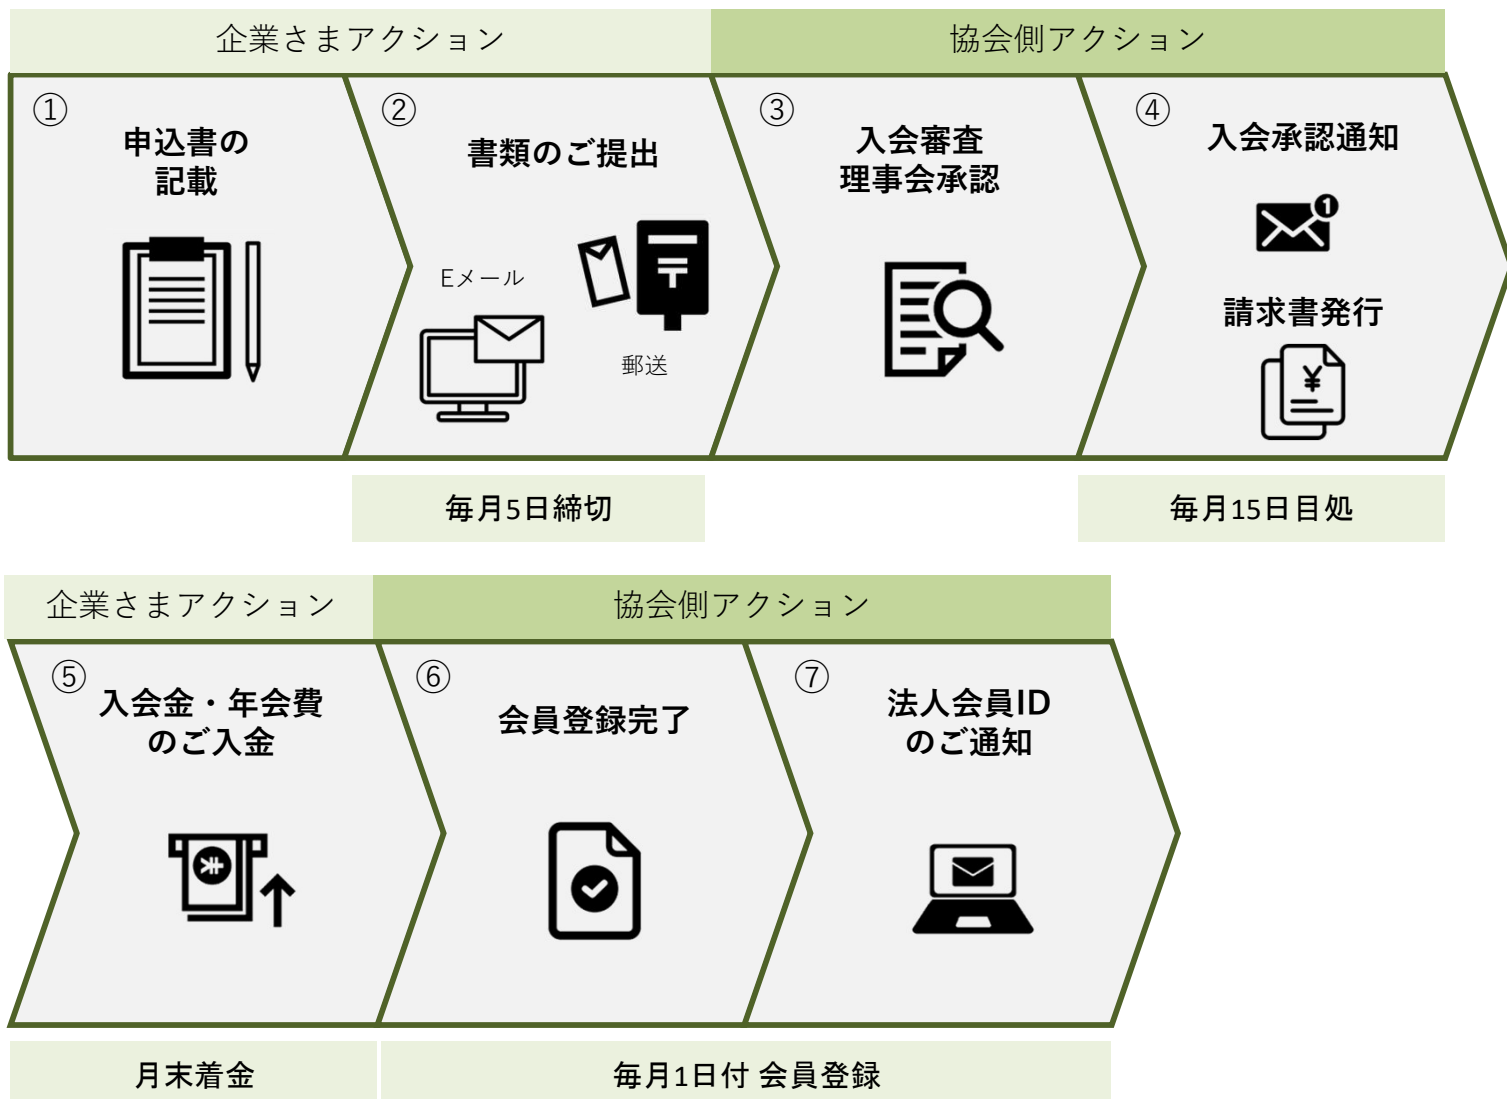 企業さまアクション
協会側アクション
①
申込書の
記載
②
書類のご提出
Eメール
郵送
③
入会審査
理事会承認
④
入会承認通知
1
請求書発行
¥
毎月5日締切
毎月15日目処
企業さまアクション
協会側アクション
⑤
入会金・年会費
のご入金
¥
⑥
会員登録完了
⑦
法人会員ID
のご通知
月末着金
毎月1日付 会員登録